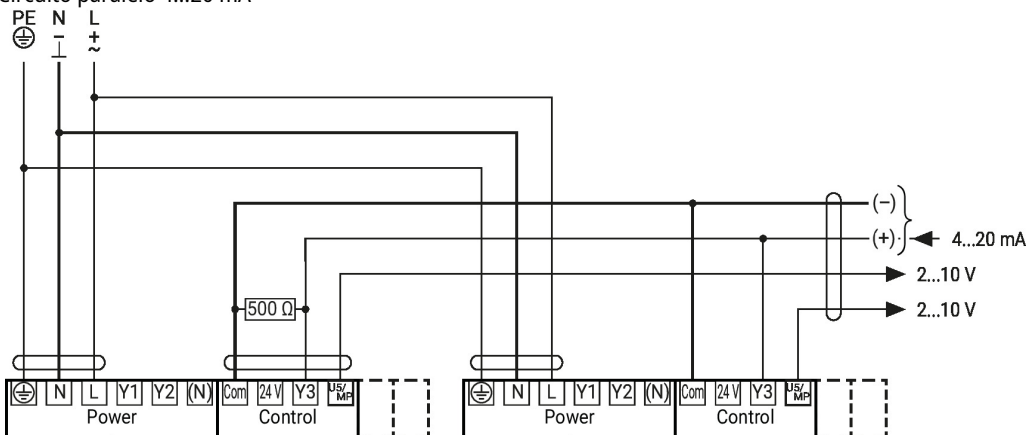 PE N L
- +
⊥ ~
(−)
(+) 4...20 mA
2...10 V
500 Ω 2...10 V
N L Y1 Y2 (N) Com 24 V Y3 U5/MP N L Y1 Y2 (N) Com 24 V Y3 U5/MP
Power Control Power Control